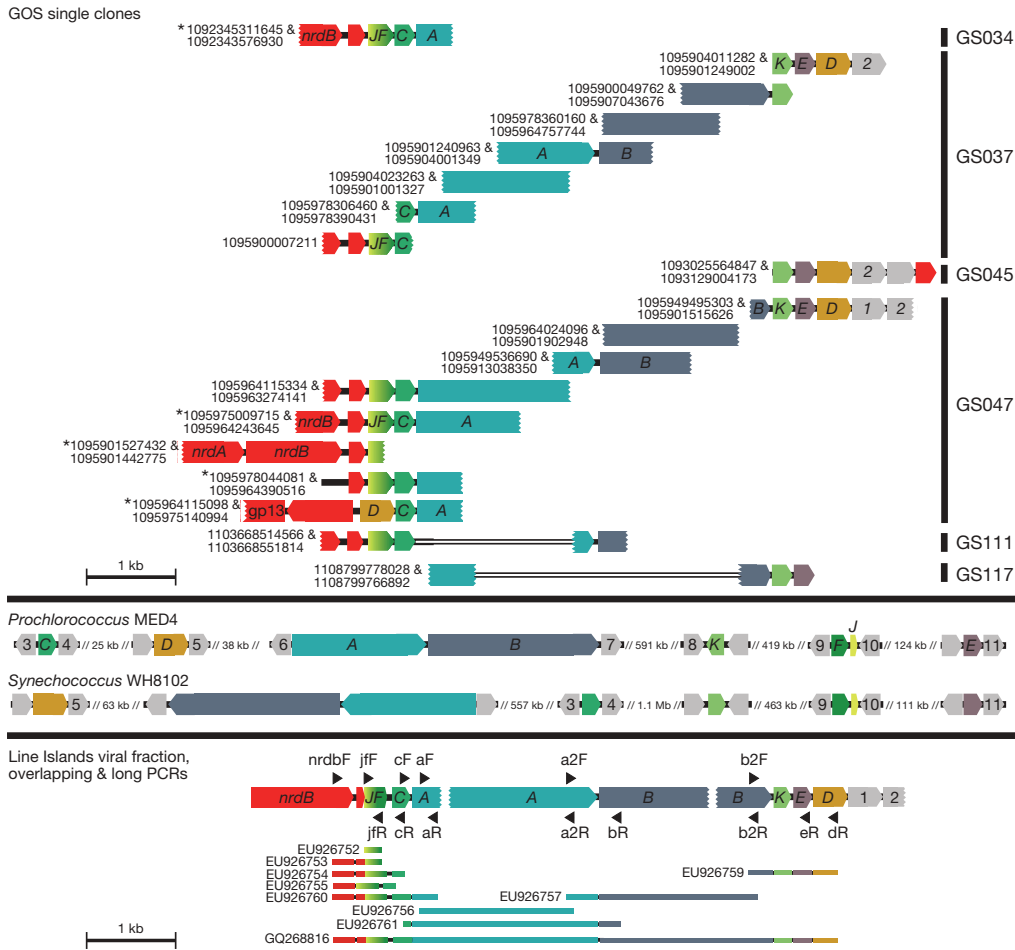 GOS single clones
*1092345311645 &
1092343576930
nrdB JF C A
GS034
1095904011282 &
1095901249002
K E D 2
1095900049762 &
1095907043676
1095978360160 &
1095964757744
1095901240963 &
1095904001349
A B
GS037
1095904023263 &
1095901001327
1095978306460 &
1095978390431
C A
1095900007211
JF C
1093025564847 &
1093129004173
2
GS045
1095949495303 &
1095901515626
B K E D 1 2
1095964024096 &
1095901902948
1095949536690 &
1095913038350
A B
1095964115334 &
1095963274141
GS047
*1095975009715 &
1095964243645
nrdB JF C A
*1095901527432 &
1095901442775
nrdA nrdB
*1095978044081 &
1095964390516
*1095964115098 &
1095975140994
gp13 D C A
1103668514566 &
1103668551814
GS111
1108799778028 &
1108799766892
GS117
1 kb
Prochlorococcus MED4
J
3 C 4 // 25 kb // D 5 // 38 kb // 6 A B 7 // 591 kb // 8 K // 419 kb // 9 F 10 // 124 kb // E 11
Synechococcus WH8102
5 // 63 kb // // 557 kb // 3 4 // 1.1 Mb // // 463 kb // 9 10 // 111 kb // 11
Line Islands viral fraction,
overlapping & long PCRs
nrdbF jfF cF aF a2F b2F
nrdB JF C A A B B K E D 1 2
jfR cR aR a2R bR b2R eR dR
EU926752
EU926753
EU926754
EU926759
EU926755
EU926760
EU926757
EU926756
EU926761
GQ268816
1 kb